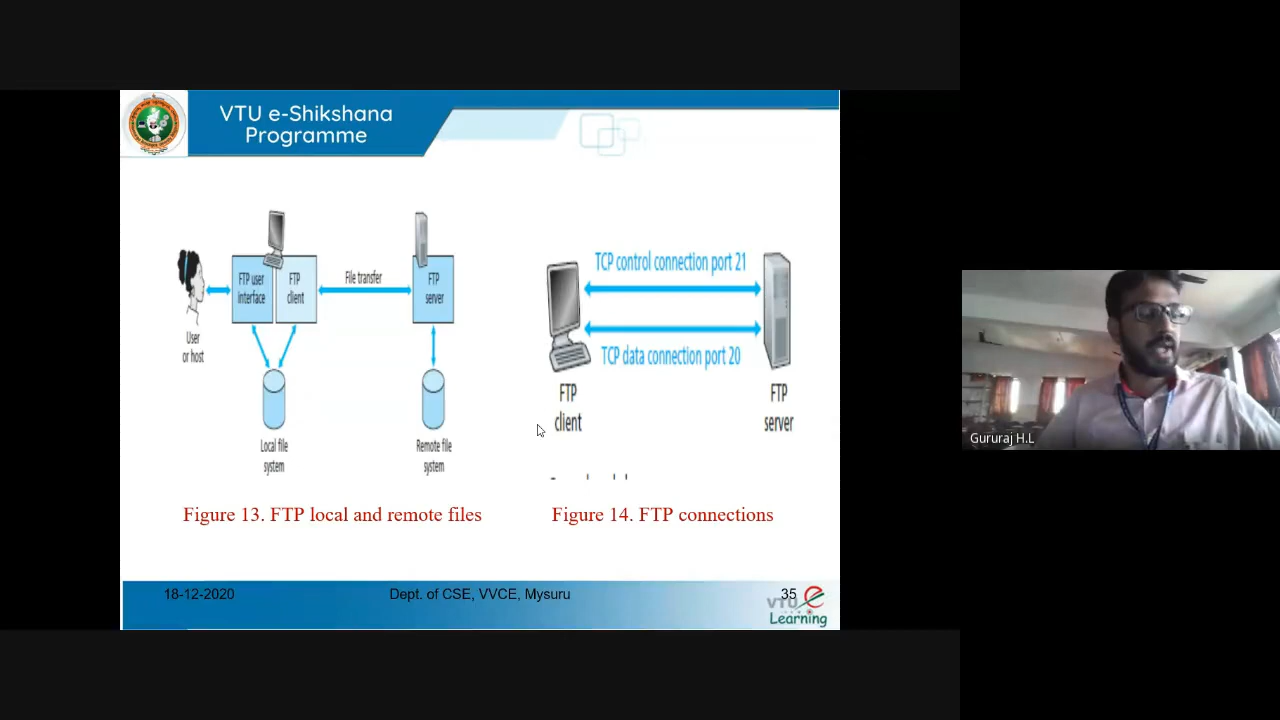 VTU e-Shikshana
Programme
FTP user
interface
FTP
client
File transfer
FTP
server
User
or host
Local file
system
Remote file
system
TCP control connection port 21
TCP data connection port 20
FTP
client
FTP
server
Figure 13. FTP local and remote files
Figure 14. FTP connections
18-12-2020
Dept. of CSE, VVCE, Mysuru
35
VTU e
Learning
Gururaj H.L